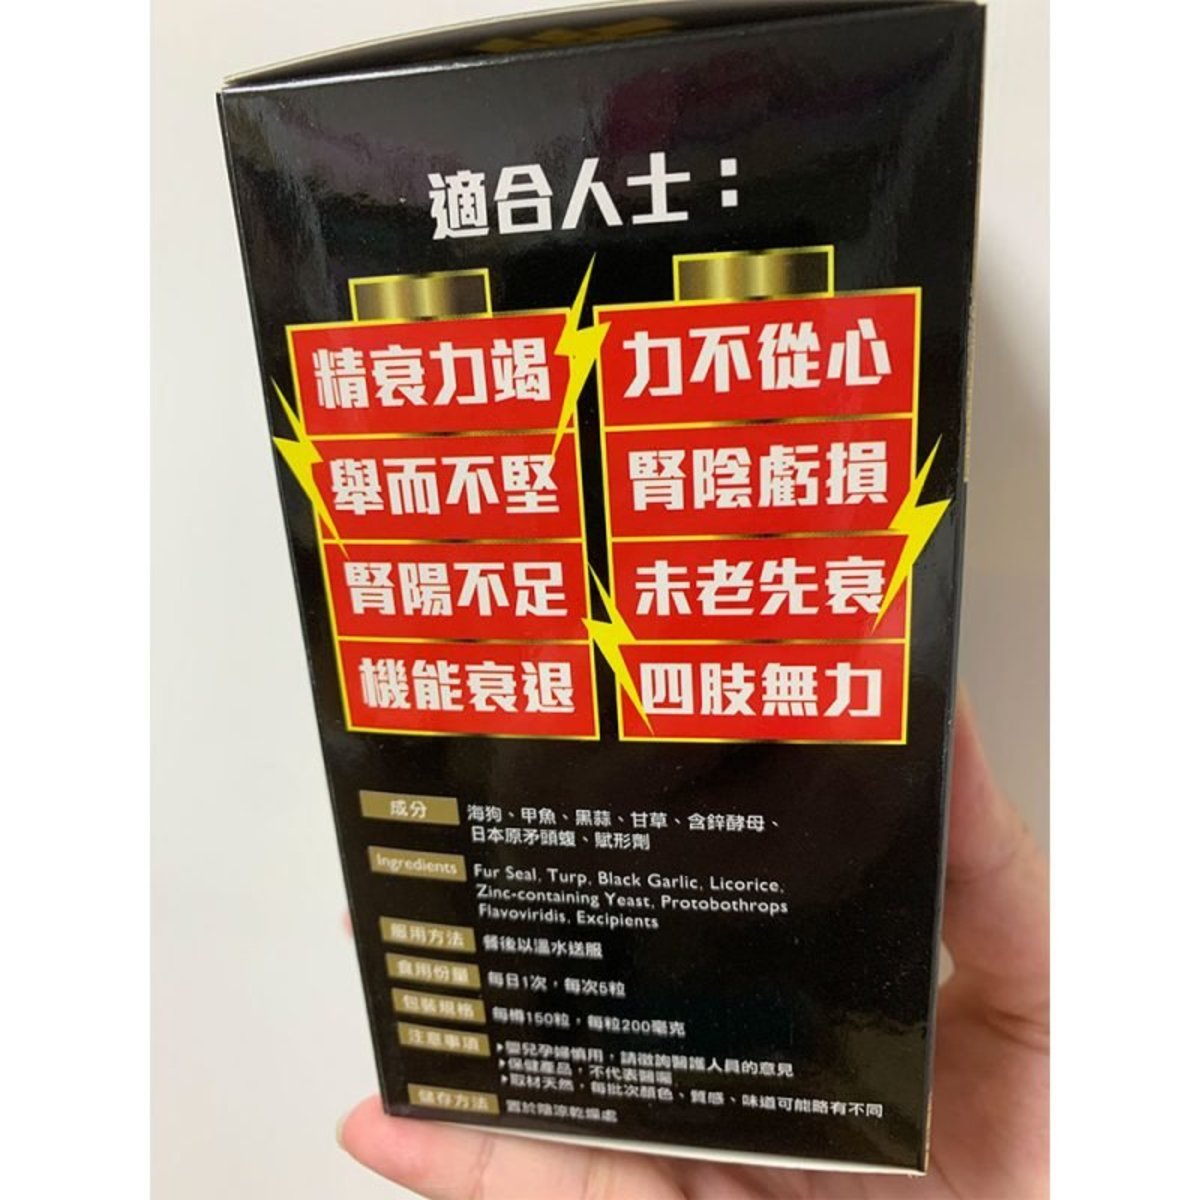 適合人士：
精衰力竭
舉而不堅
腎陽不足
機能衰退
力不從心
腎陰虧損
未老先衰
四肢無力
成分
海狗、甲魚、黑蒜、甘草、含鋅酵母、
日本原矛頭蝮、賦形劑
Ingredients
Fur Seal, Turp, Black Garlic, Licorice,
Zinc-containing Yeast, Protobothrops
Flavoviridis, Excipients
服用方法
餐後以溫水送服
食用份量
每日1次，每次5粒
包裝規格
每樽150粒，每粒200毫克
注意事項
▸嬰兒孕婦慎用，請徵詢醫護人員的意見
▸保健產品，不代表醫囑
▸取材天然，每批次顏色、質感、味道可能略有不同
儲存方法
置於陰涼乾燥處